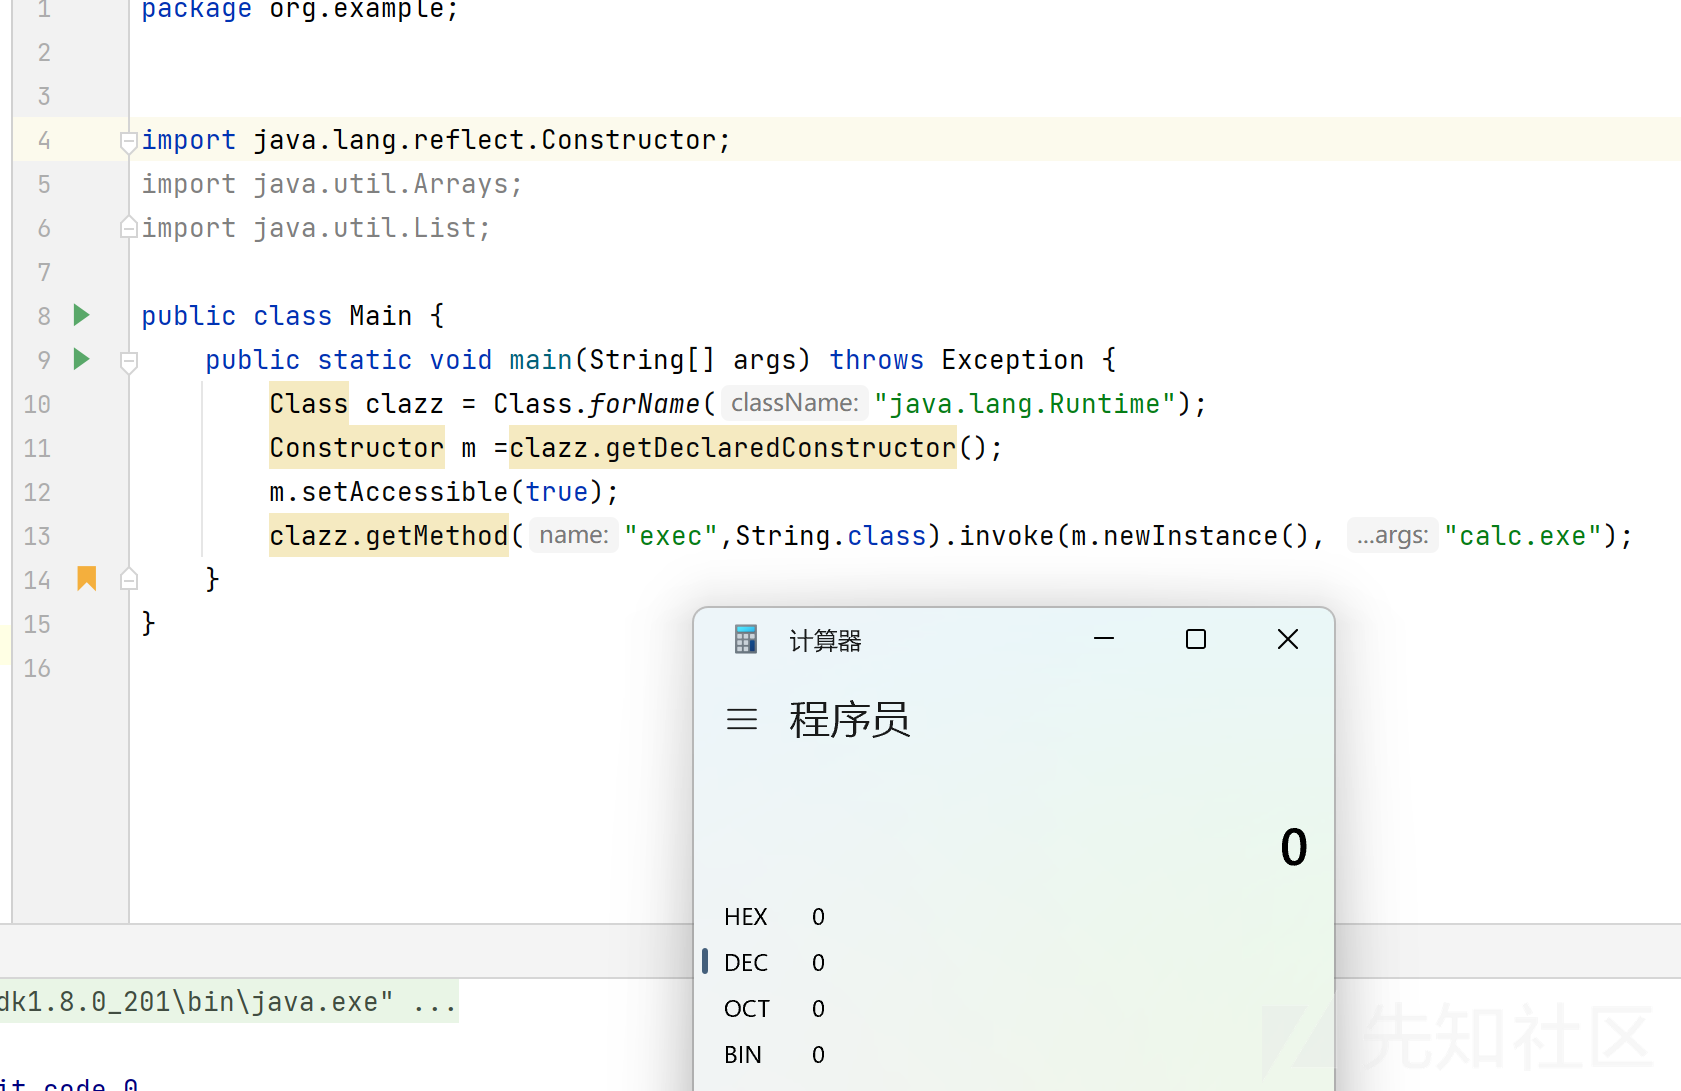 1 package org.example;
2
3
4 import java.lang.reflect.Constructor;
5 import java.util.Arrays;
6 import java.util.List;
7
8 public class Main {
9 public static void main(String[] args) throws Exception {
10 Class clazz = Class.forName( className: "java.lang.Runtime");
11 Constructor m =clazz.getDeclaredConstructor();
12 m.setAccessible(true);
13 clazz.getMethod( name: "exec",String.class).invoke(m.newInstance(), ...args: "calc.exe");
14 }
15 }
16
计算器
程序员
0
HEX 0
DEC 0
OCT 0
BIN 0
dk1.8.0_201\bin\java.exe" ...
it code 0
先知社区